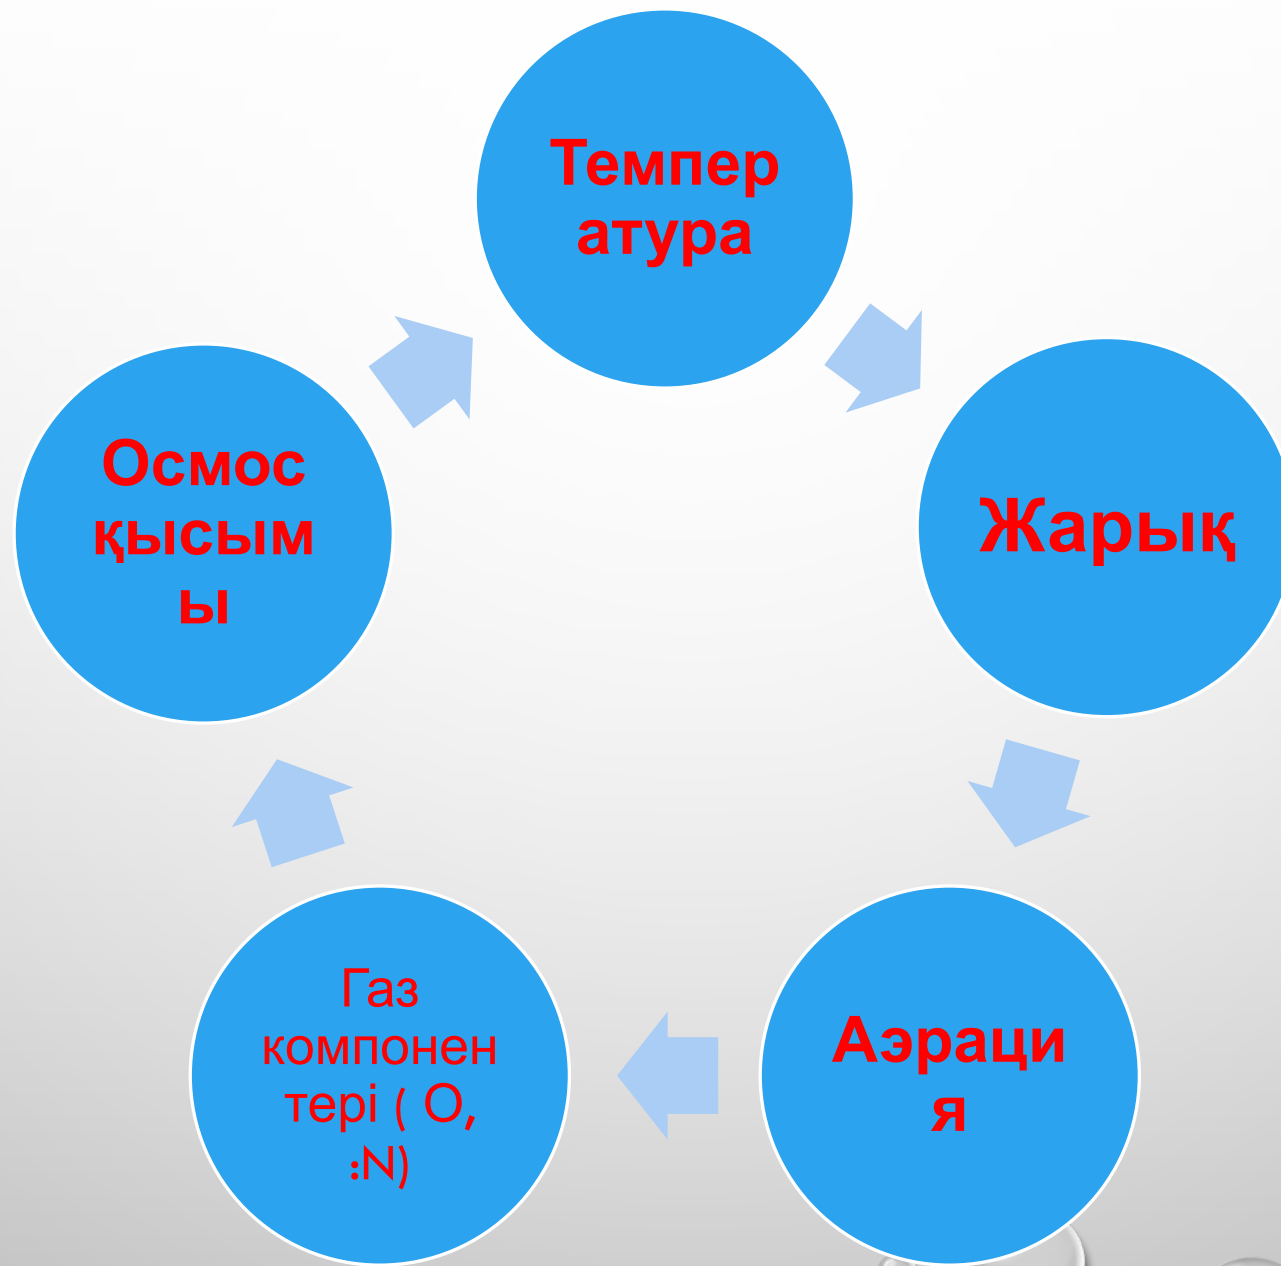 Темпер
атура
Жарық
Аэраци
я
Газ
компонен
тері ( О,
:N)
Осмос
қысым
ы